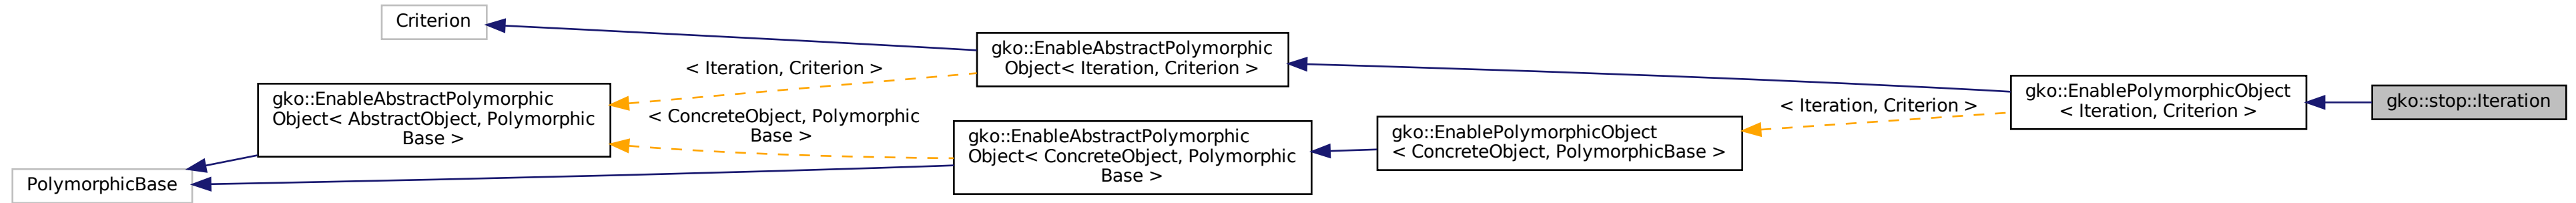 Criterion
gko::EnableAbstractPolymorphic
Object< Iteration, Criterion >
< Iteration, Criterion >
gko::EnableAbstractPolymorphic
Object< AbstractObject, Polymorphic
Base >
< ConcreteObject, Polymorphic
Base >
gko::EnablePolymorphicObject
< Iteration, Criterion >
gko::stop::Iteration
< Iteration, Criterion >
gko::EnableAbstractPolymorphic
Object< ConcreteObject, Polymorphic
Base >
gko::EnablePolymorphicObject
< ConcreteObject, PolymorphicBase >
PolymorphicBase